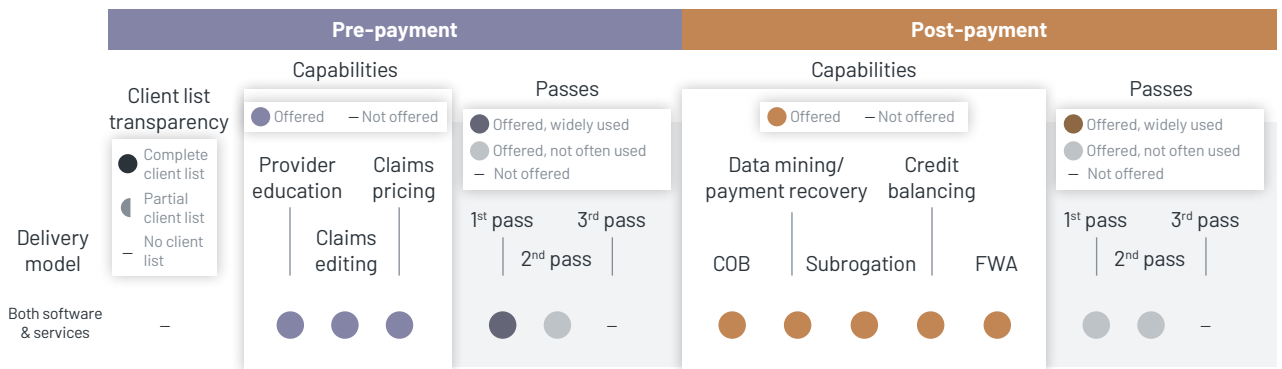 Pre-payment
Post-payment
Capabilities
Capabilities
Client list
transparency
Passes
Passes
Offered
– Not offered
Offered, widely used
Offered, not often used
– Not offered
Offered
– Not offered
Offered, widely used
Offered, not often used
– Not offered
Complete
client list
Partial
client list
– No client
list
Provider
education
Claims
pricing
Claims
editing
1st pass
3rd pass
2nd pass
Data mining/
payment recovery
Credit
balancing
COB
Subrogation
FWA
1st pass
3rd pass
2nd pass
Delivery
model
Both software
& services
–
–
–